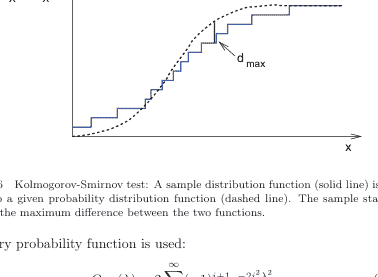 d max
x
6 Kolmogorov-Smirnov test: A sample distribution function (solid line) is
a given probability distribution function (dashed line). The sample sta
the maximum difference between the two functions.
ry probability function is used:
∞